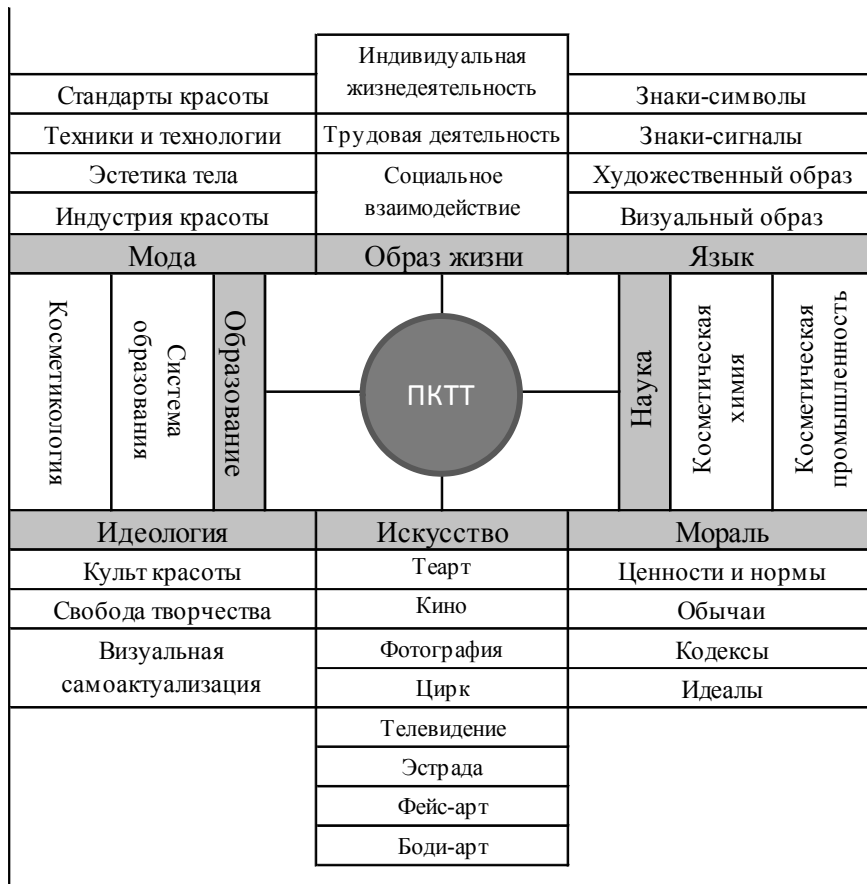 Индивидуальная
жизнедеятельность
Стандарты красоты
Знаки-символы
Техники и технологии
Трудовая деятельность
Знаки-сигналы
Эстетика тела
Социальное
взаимодействие
Художественный образ
Индустрия красоты
Визуальный образ
Мода
Образ жизни
Язык
Косметикология
Система
образования
Образование
ПКТТ
Наука
Косметическая
химия
Косметическая
промышленность
Идеология
Искусство
Мораль
Культ красоты
Теарт
Ценности и нормы
Свобода творчества
Кино
Обычаи
Визуальная
самоактуализация
Фотография
Кодексы
Цирк
Идеалы
Телевидение
Эстрада
Фейс-арт
Боди-арт